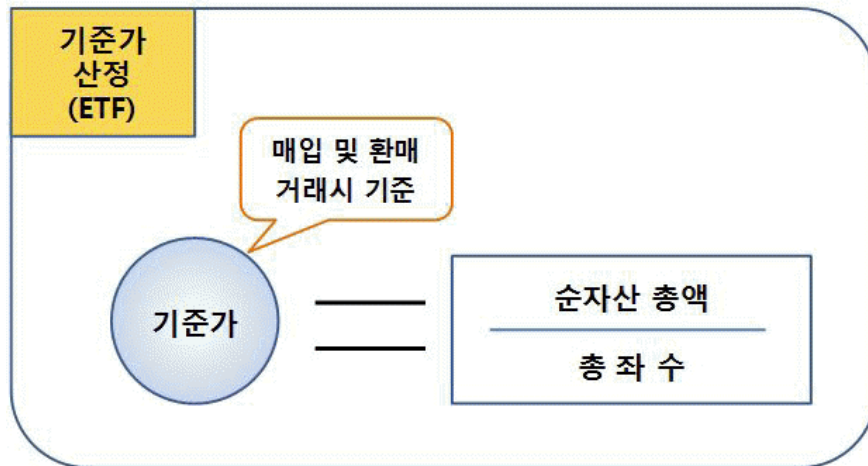 기준가
산정
(ETF)
매입 및 환매
거래시 기준
기준가
순자산 총액
총 좌 수